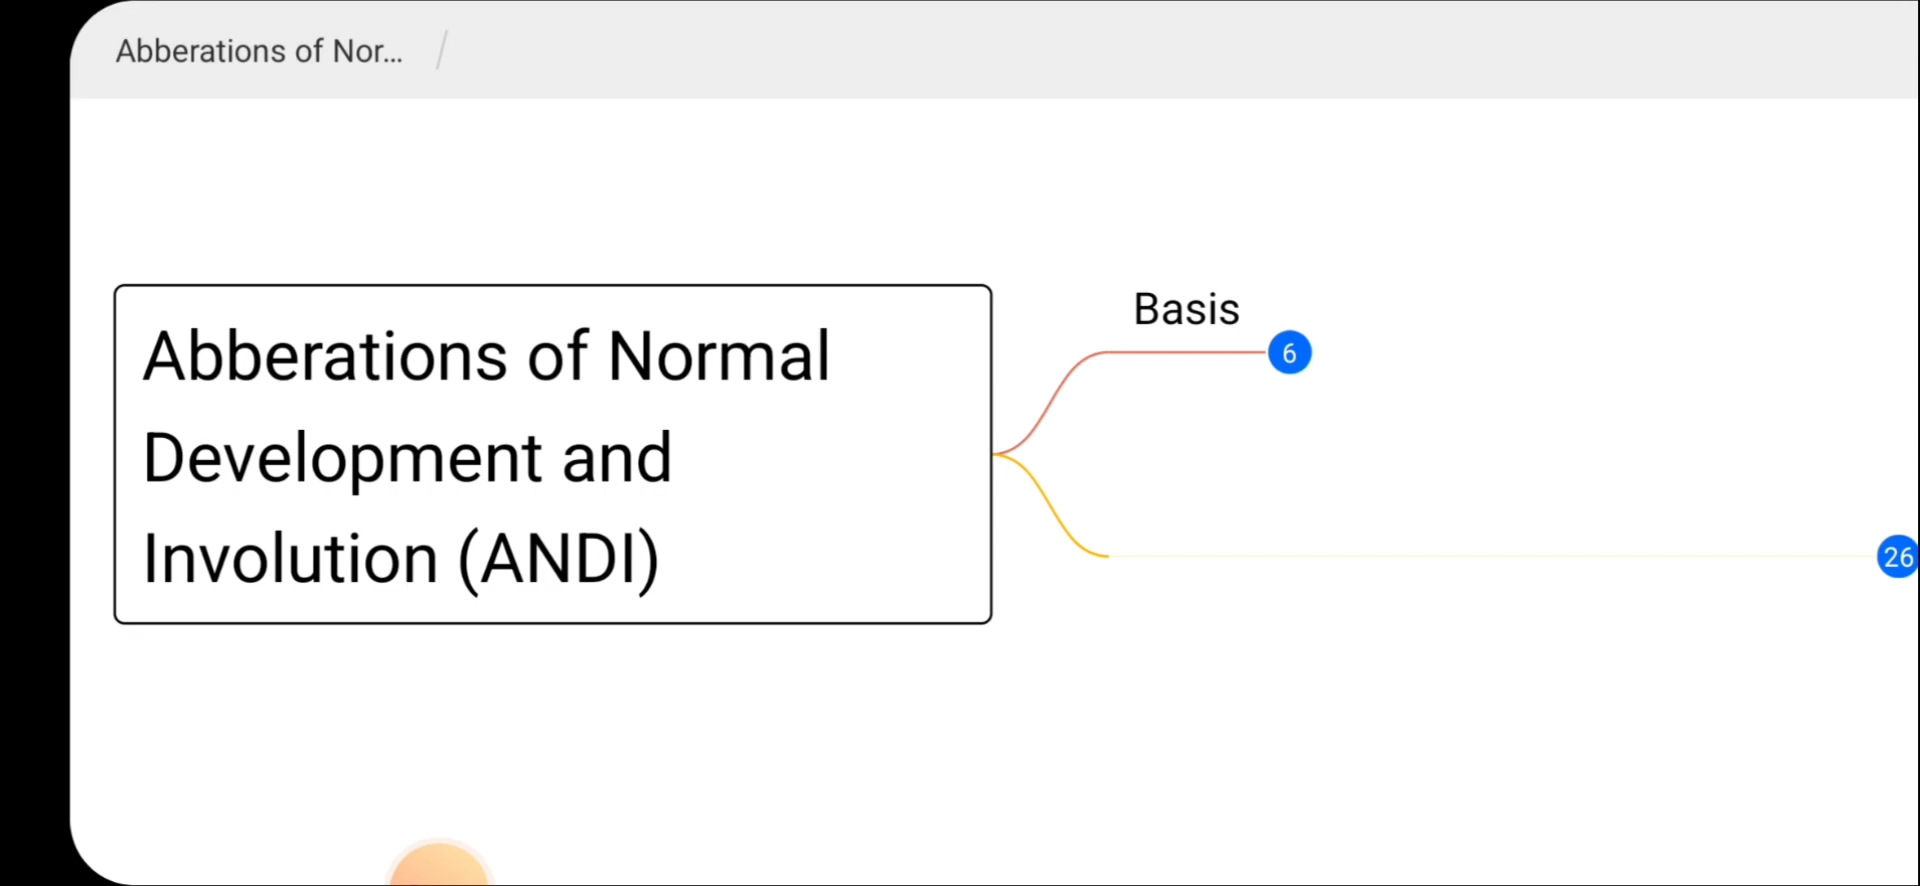 Abberations of Nor...
Basis
6
Abberations of Normal
Development and
Involution (ANDI)
26